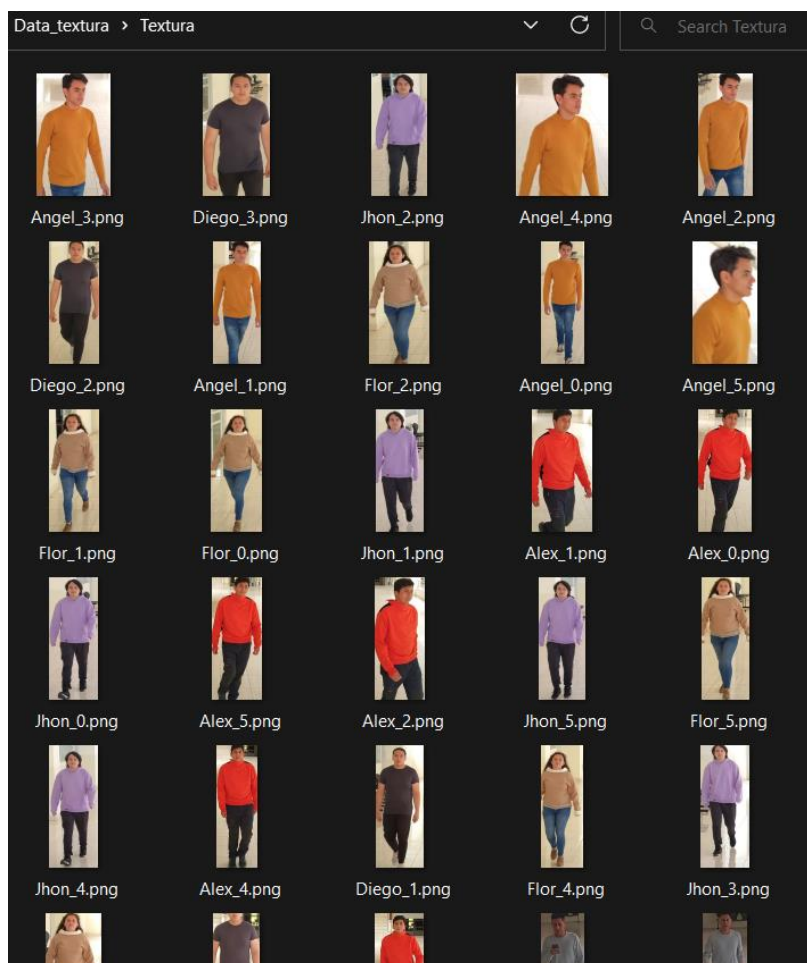 Data_textura > Textura
Search Textura
Angel_3.png Diego_3.png Jhon_2.png Angel_4.png Angel_2.png
Diego_2.png Angel_1.png Flor_2.png Angel_0.png Angel_5.png
Flor_1.png Flor_0.png Jhon_1.png Alex_1.png Alex_0.png
Jhon_0.png Alex_5.png Alex_2.png Jhon_5.png Flor_5.png
Jhon_4.png Alex_4.png Diego_1.png Flor_4.png Jhon_3.png